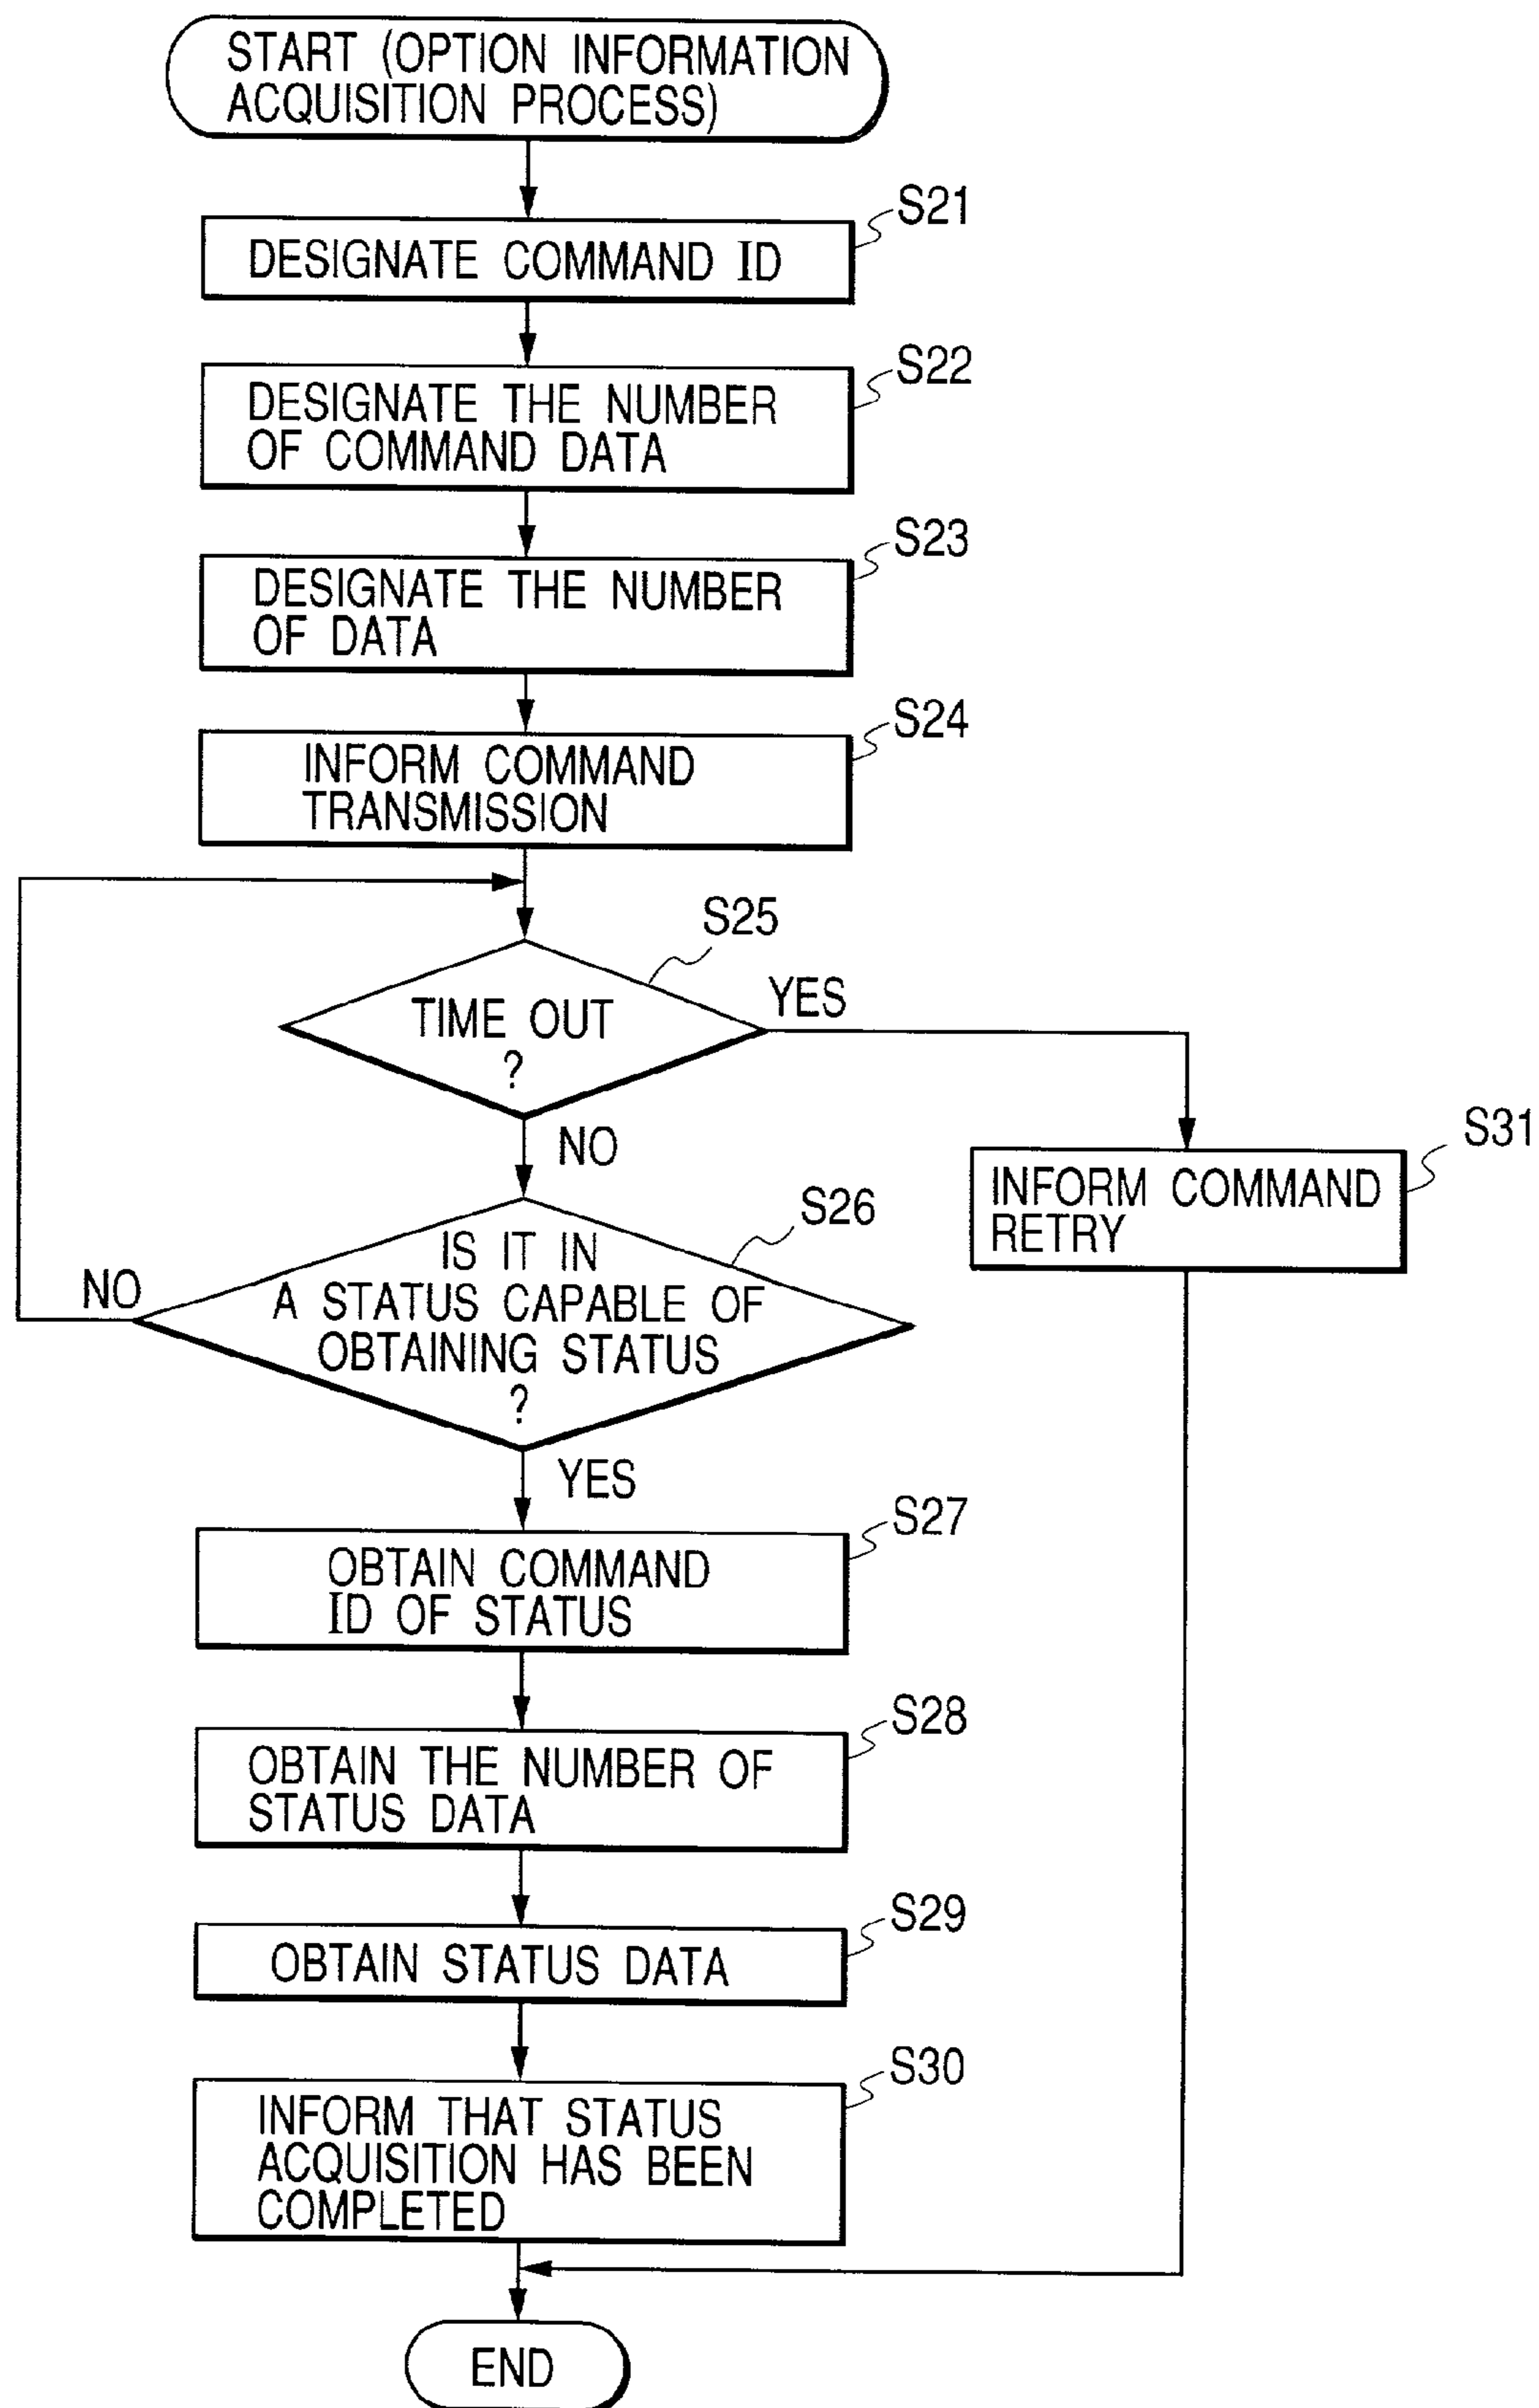 START (OPTION INFORMATION
ACQUISITION PROCESS)
S21
DESIGNATE COMMAND ID
S22
DESIGNATE THE NUMBER
OF COMMAND DATA
S23
DESIGNATE THE NUMBER
OF DATA
S24
INFORM COMMAND
TRANSMISSION
S25
TIME OUT
?
YES
NO
S31
INFORM COMMAND
RETRY
S26
IS IT IN
A STATUS CAPABLE OF
OBTAINING STATUS
?
NO
YES
S27
OBTAIN COMMAND
ID OF STATUS
S28
OBTAIN THE NUMBER OF
STATUS DATA
S29
OBTAIN STATUS DATA
S30
INFORM THAT STATUS
ACQUISITION HAS BEEN
COMPLETED
END